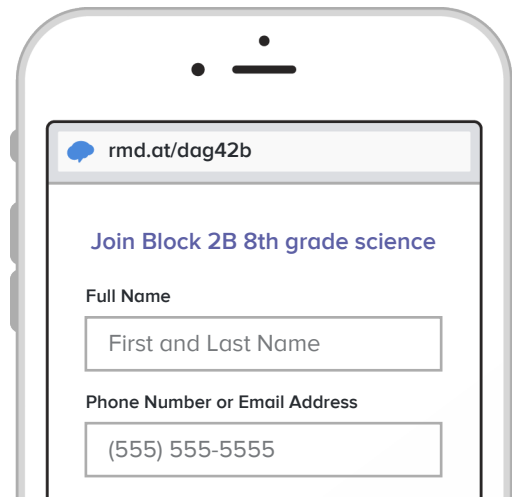 rmd.at/dag42b
Join Block 2B 8th grade science
Full Name
First and Last Name
Phone Number or Email Address
(555) 555-5555